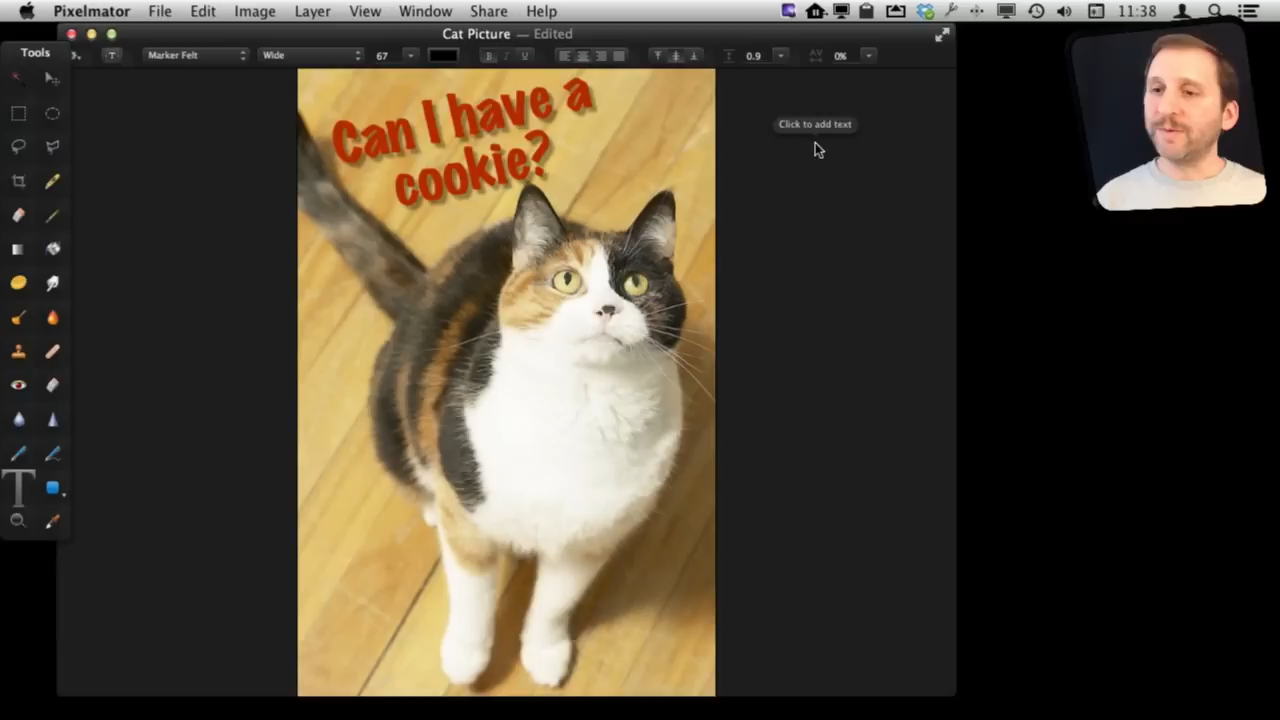 Pixelmator File Edit Image Layer View Window Share Help 11:38
Cat Picture — Edited
Tools
Marker Felt Wide 67 B I U 0.9 0%
Click to add text
Can I have a
cookie?